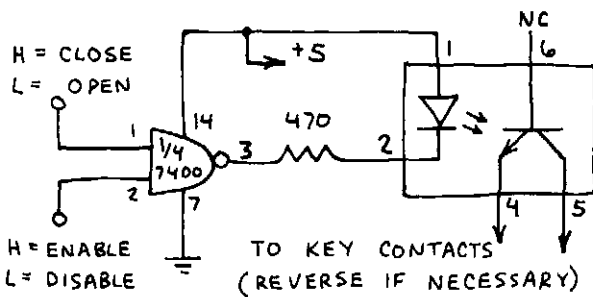 H = CLOSE
L = OPEN
+5
NC
1
6
14
1
1/4
7400
3
470
2
2
7
4
5
H = ENABLE
L = DISABLE
TO KEY CONTACTS
(REVERSE IF NECESSARY)